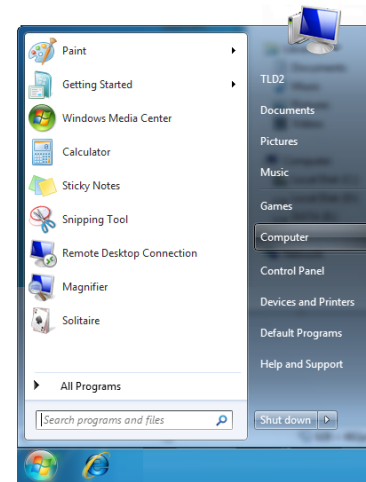 Paint
Getting Started
Windows Media Center
Calculator
Sticky Notes
Snipping Tool
Remote Desktop Connection
Magnifier
Solitaire
All Programs
Search programs and files
TLD2
Documents
Pictures
Music
Games
Computer
Control Panel
Devices and Printers
Default Programs
Help and Support
Shut down